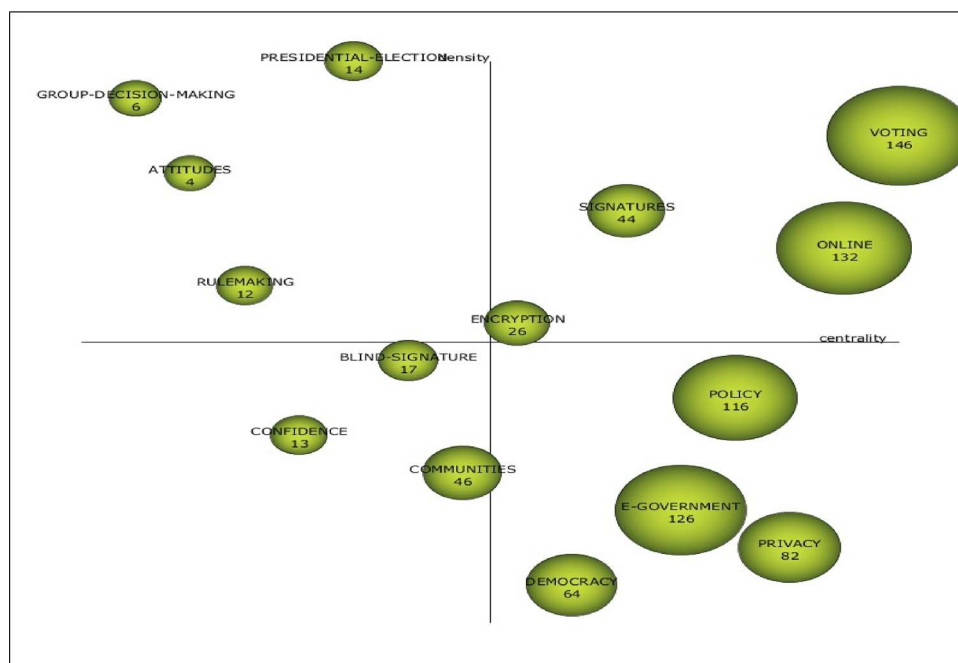 PRESIDENTIAL-ELECTION
14
density
GROUP-DECISION-MAKING
6
VOTING
146
ATTITUDES
4
SIGNATURES
44
ONLINE
132
RULEMAKING
12
ENCRYPTION
26
centrality
BLIND-SIGNATURE
17
POLICY
116
CONFIDENCE
13
COMMUNITIES
46
E-GOVERNMENT
126
PRIVACY
82
DEMOCRACY
64